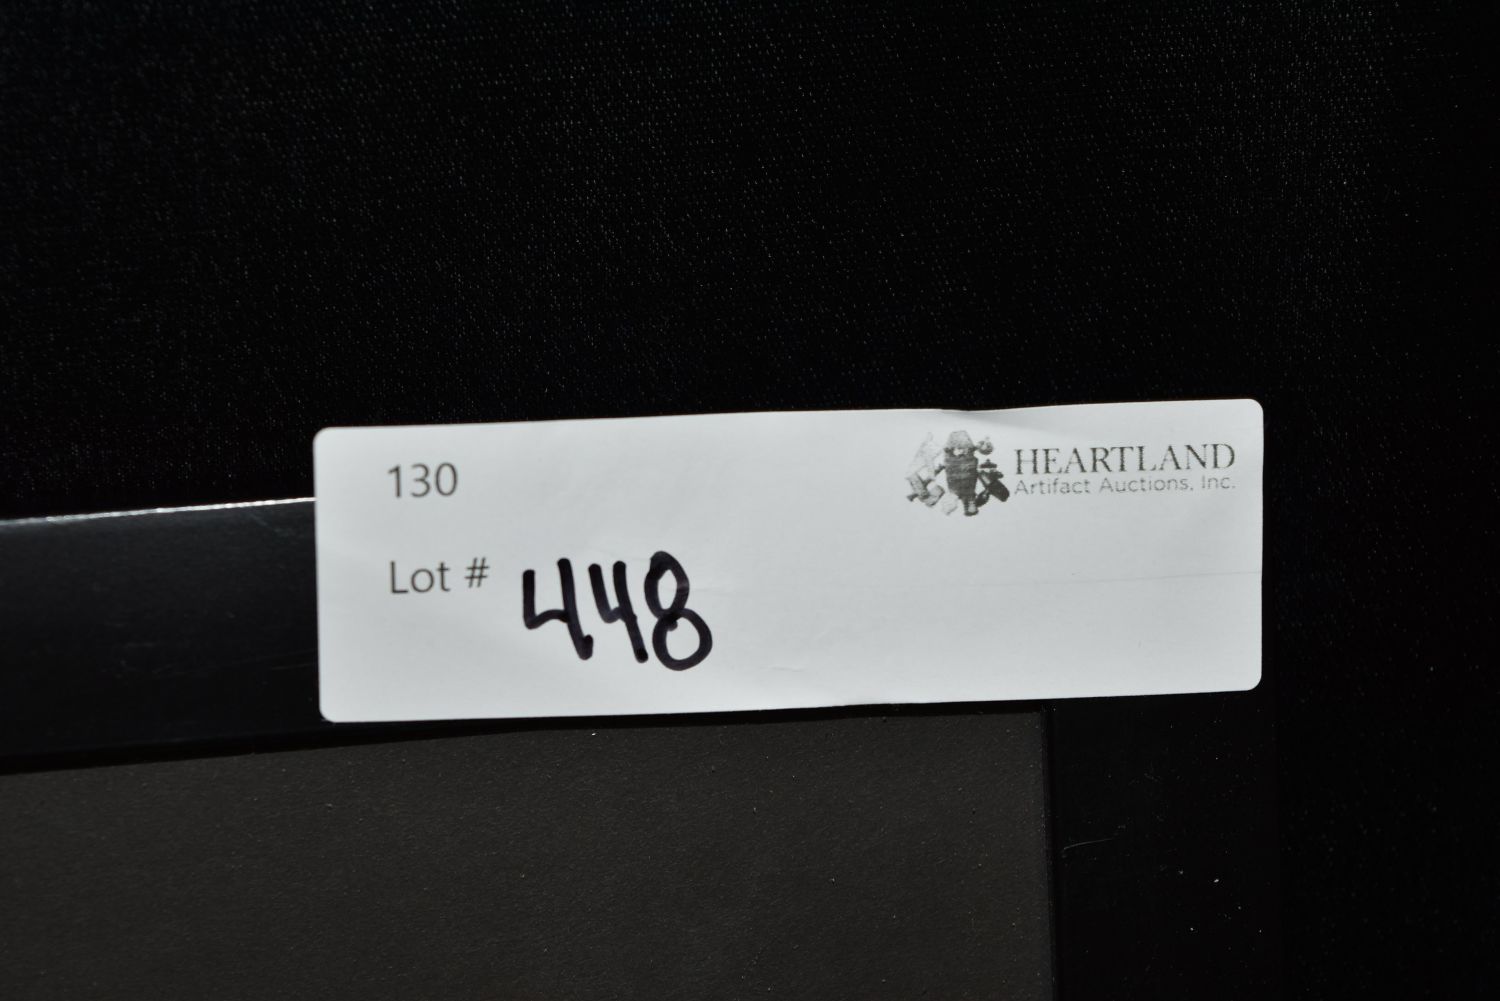 130
HEARTLAND
Artifact Auctions, Inc.
Lot # 448